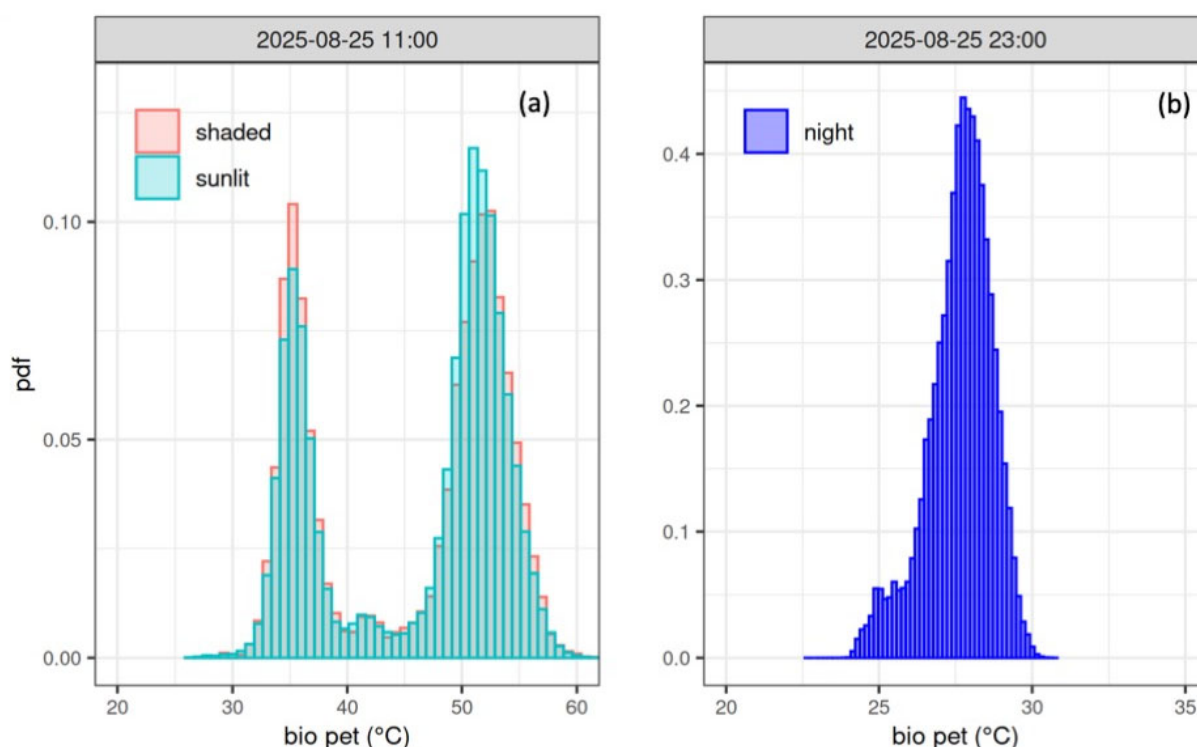 2025-08-25 11:00
(a)
shaded
sunlit
0.10
0.05
0.00
pdf
20 30 40 50 60
bio pet (°C)
2025-08-25 23:00
(b)
night
0.4
0.3
0.2
0.1
0.0
20 25 30 35
bio pet (°C)